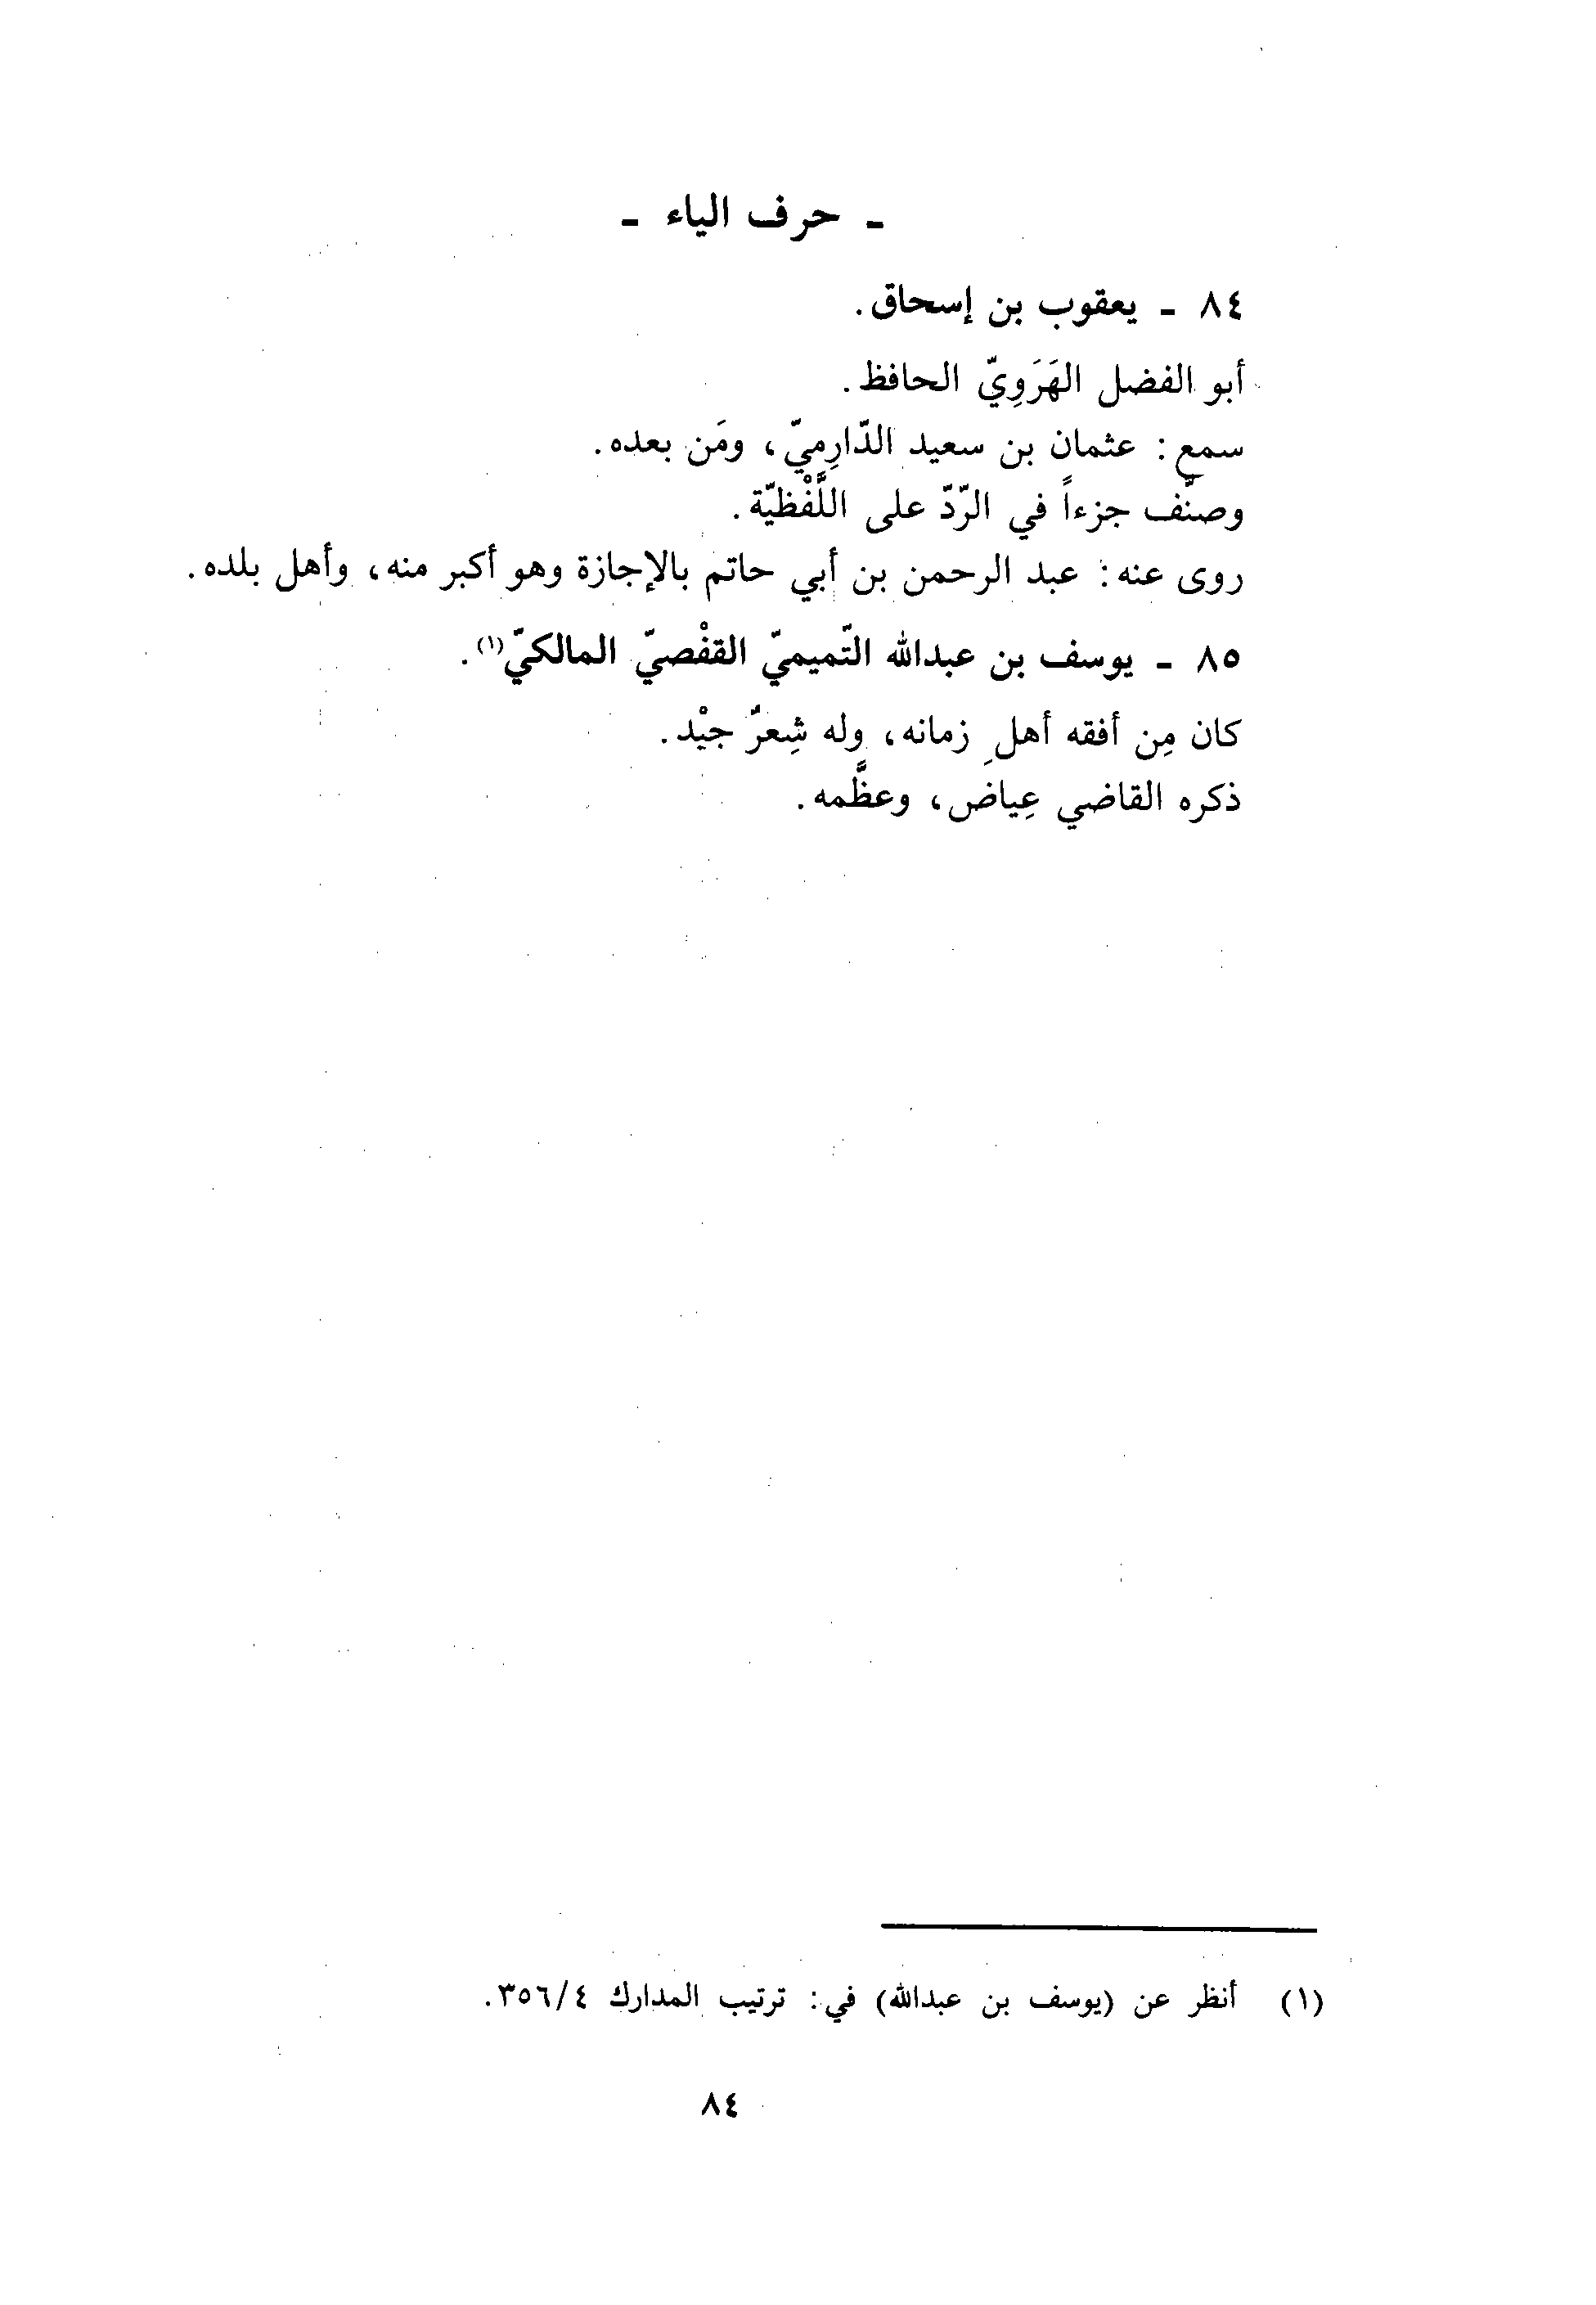 ـ حرف الياء ـ
٨٤ ـ يعقوب بن إسحاق.
أبو الفضل الهَرَوِيّ الحافظ.
سمع: عثمان بن سعيد الدّارِميّ، ومَن بعده.
وصنَّف جزءاً في الرّدّ على اللَّفْظيّة.
روى عنه: عبد الرحمن بن أبي حاتم بالإجازة وهو أكبر منه، وأهل بلده.
٨٥ ـ يوسف بن عبدالله التّميميّ القفْصيّ المالكيّ(١).
كان مِن أفقه أهلِ زمانه، وله شِعرٌ جيْد.
ذكره القاضي عِياض، وعظَّمه.
(١) أنظر عن (يوسف بن عبدالله) في: ترتيب المدارك ٣٥٦/٤.
٨٤